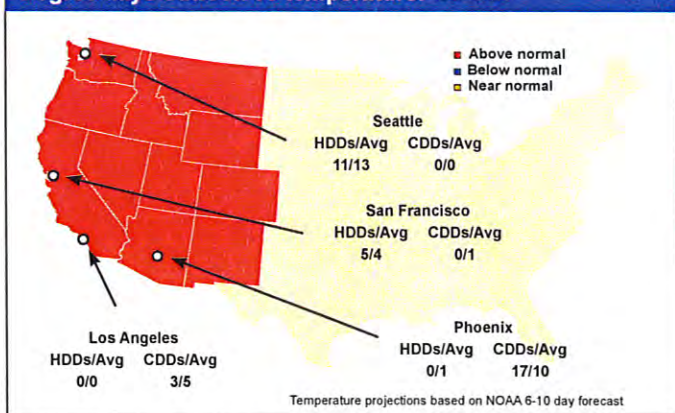 Above normal
Below normal
Near normal
Seattle
HDDs/Avg CDDs/Avg
11/13 0/0
San Francisco
HDDs/Avg CDDs/Avg
5/4 0/1
Phoenix
HDDs/Avg CDDs/Avg
0/1 17/10
Los Angeles
HDDs/Avg CDDs/Avg
0/0 3/5
Temperature projections based on NOAA 6-10 day forecast